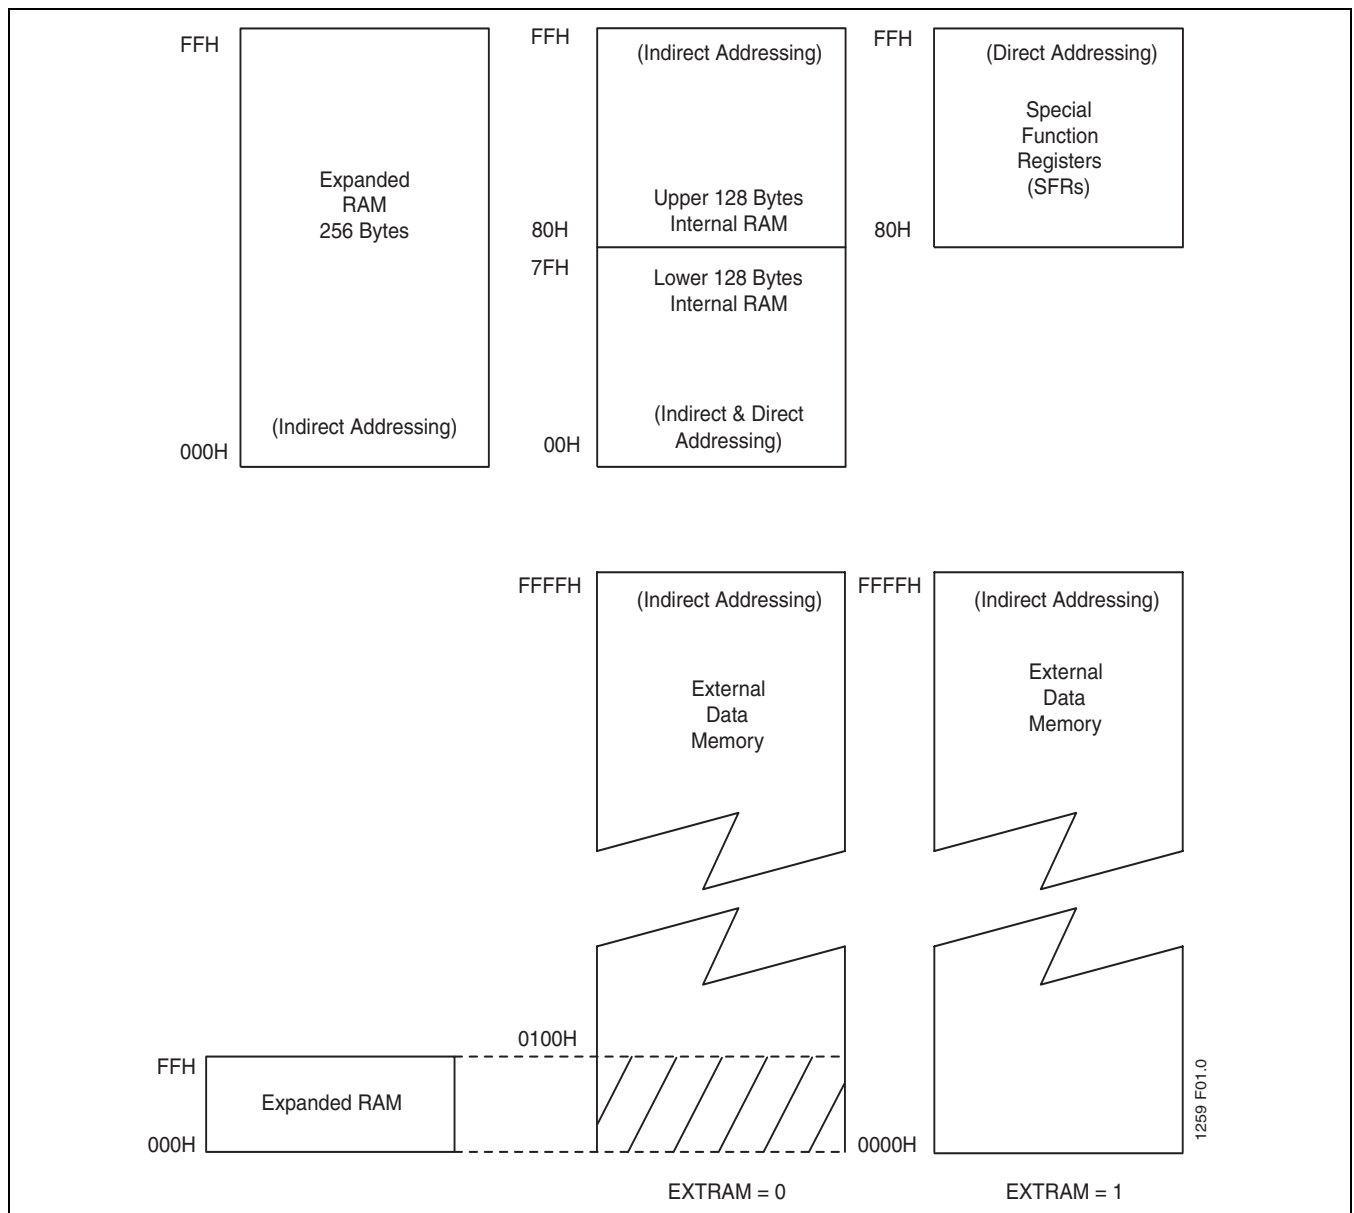 FFH
Expanded
RAM
256 Bytes
(Indirect Addressing)
000H
FFH
(Indirect Addressing)
Upper 128 Bytes
Internal RAM
80H
7FH
Lower 128 Bytes
Internal RAM
(Indirect & Direct
Addressing)
00H
FFH
(Direct Addressing)
Special
Function
Registers
(SFRs)
80H
FFFFH
(Indirect Addressing)
External
Data
Memory
0100H
FFH
Expanded RAM
000H
EXTRAM = 0
FFFFH
(Indirect Addressing)
External
Data
Memory
0000H
EXTRAM = 1
1259 F01.0